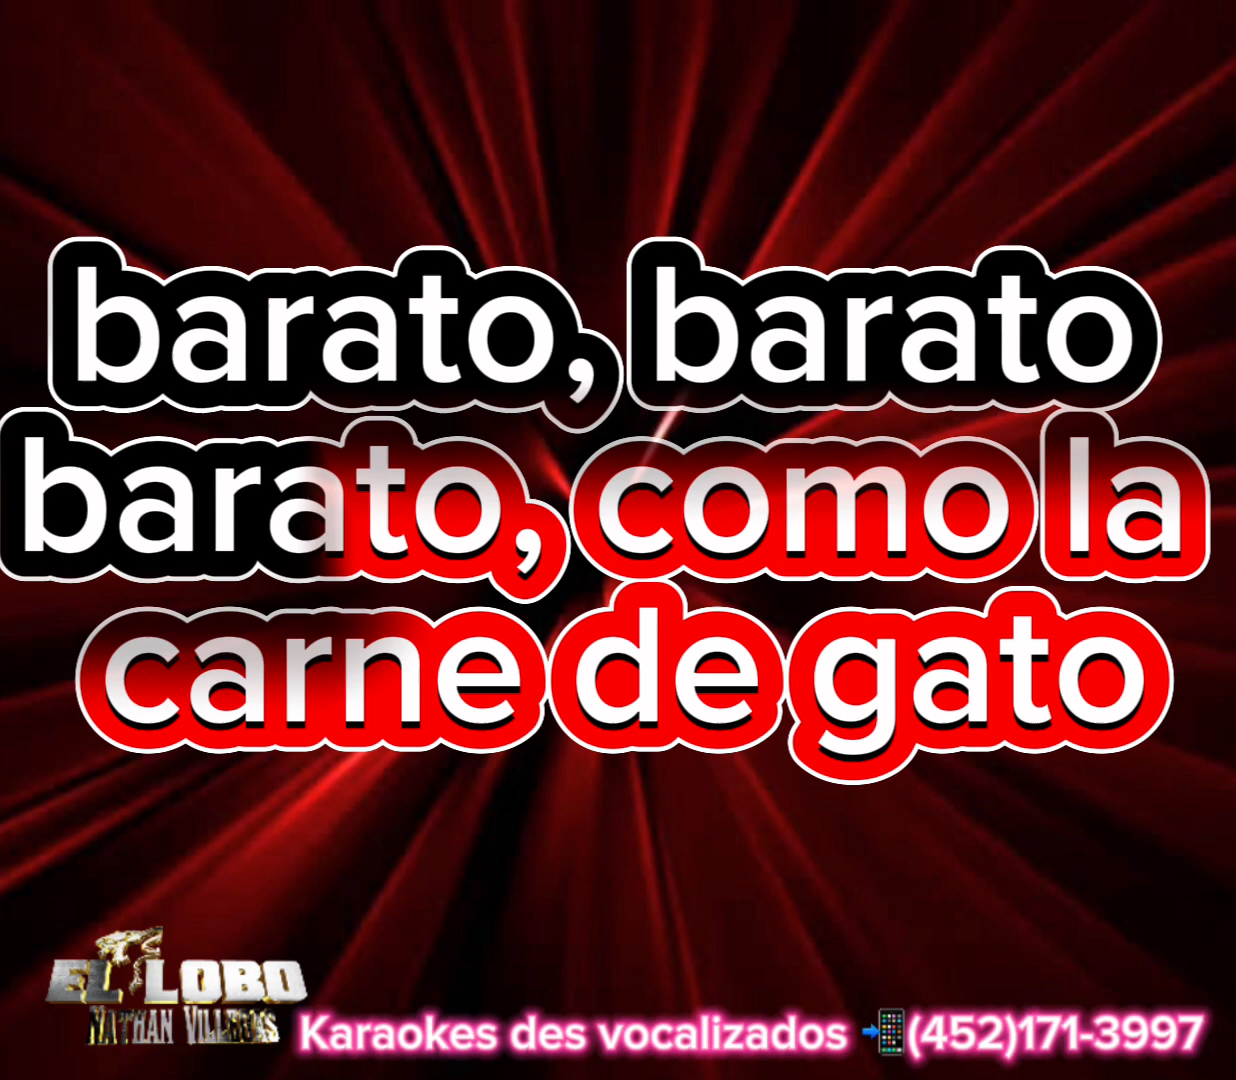 barato, barato
barato, como la
carne de gato
EL LOBO
NATHAN VILLEGAS
Karaokes des vocalizados 📲(452)171-3997